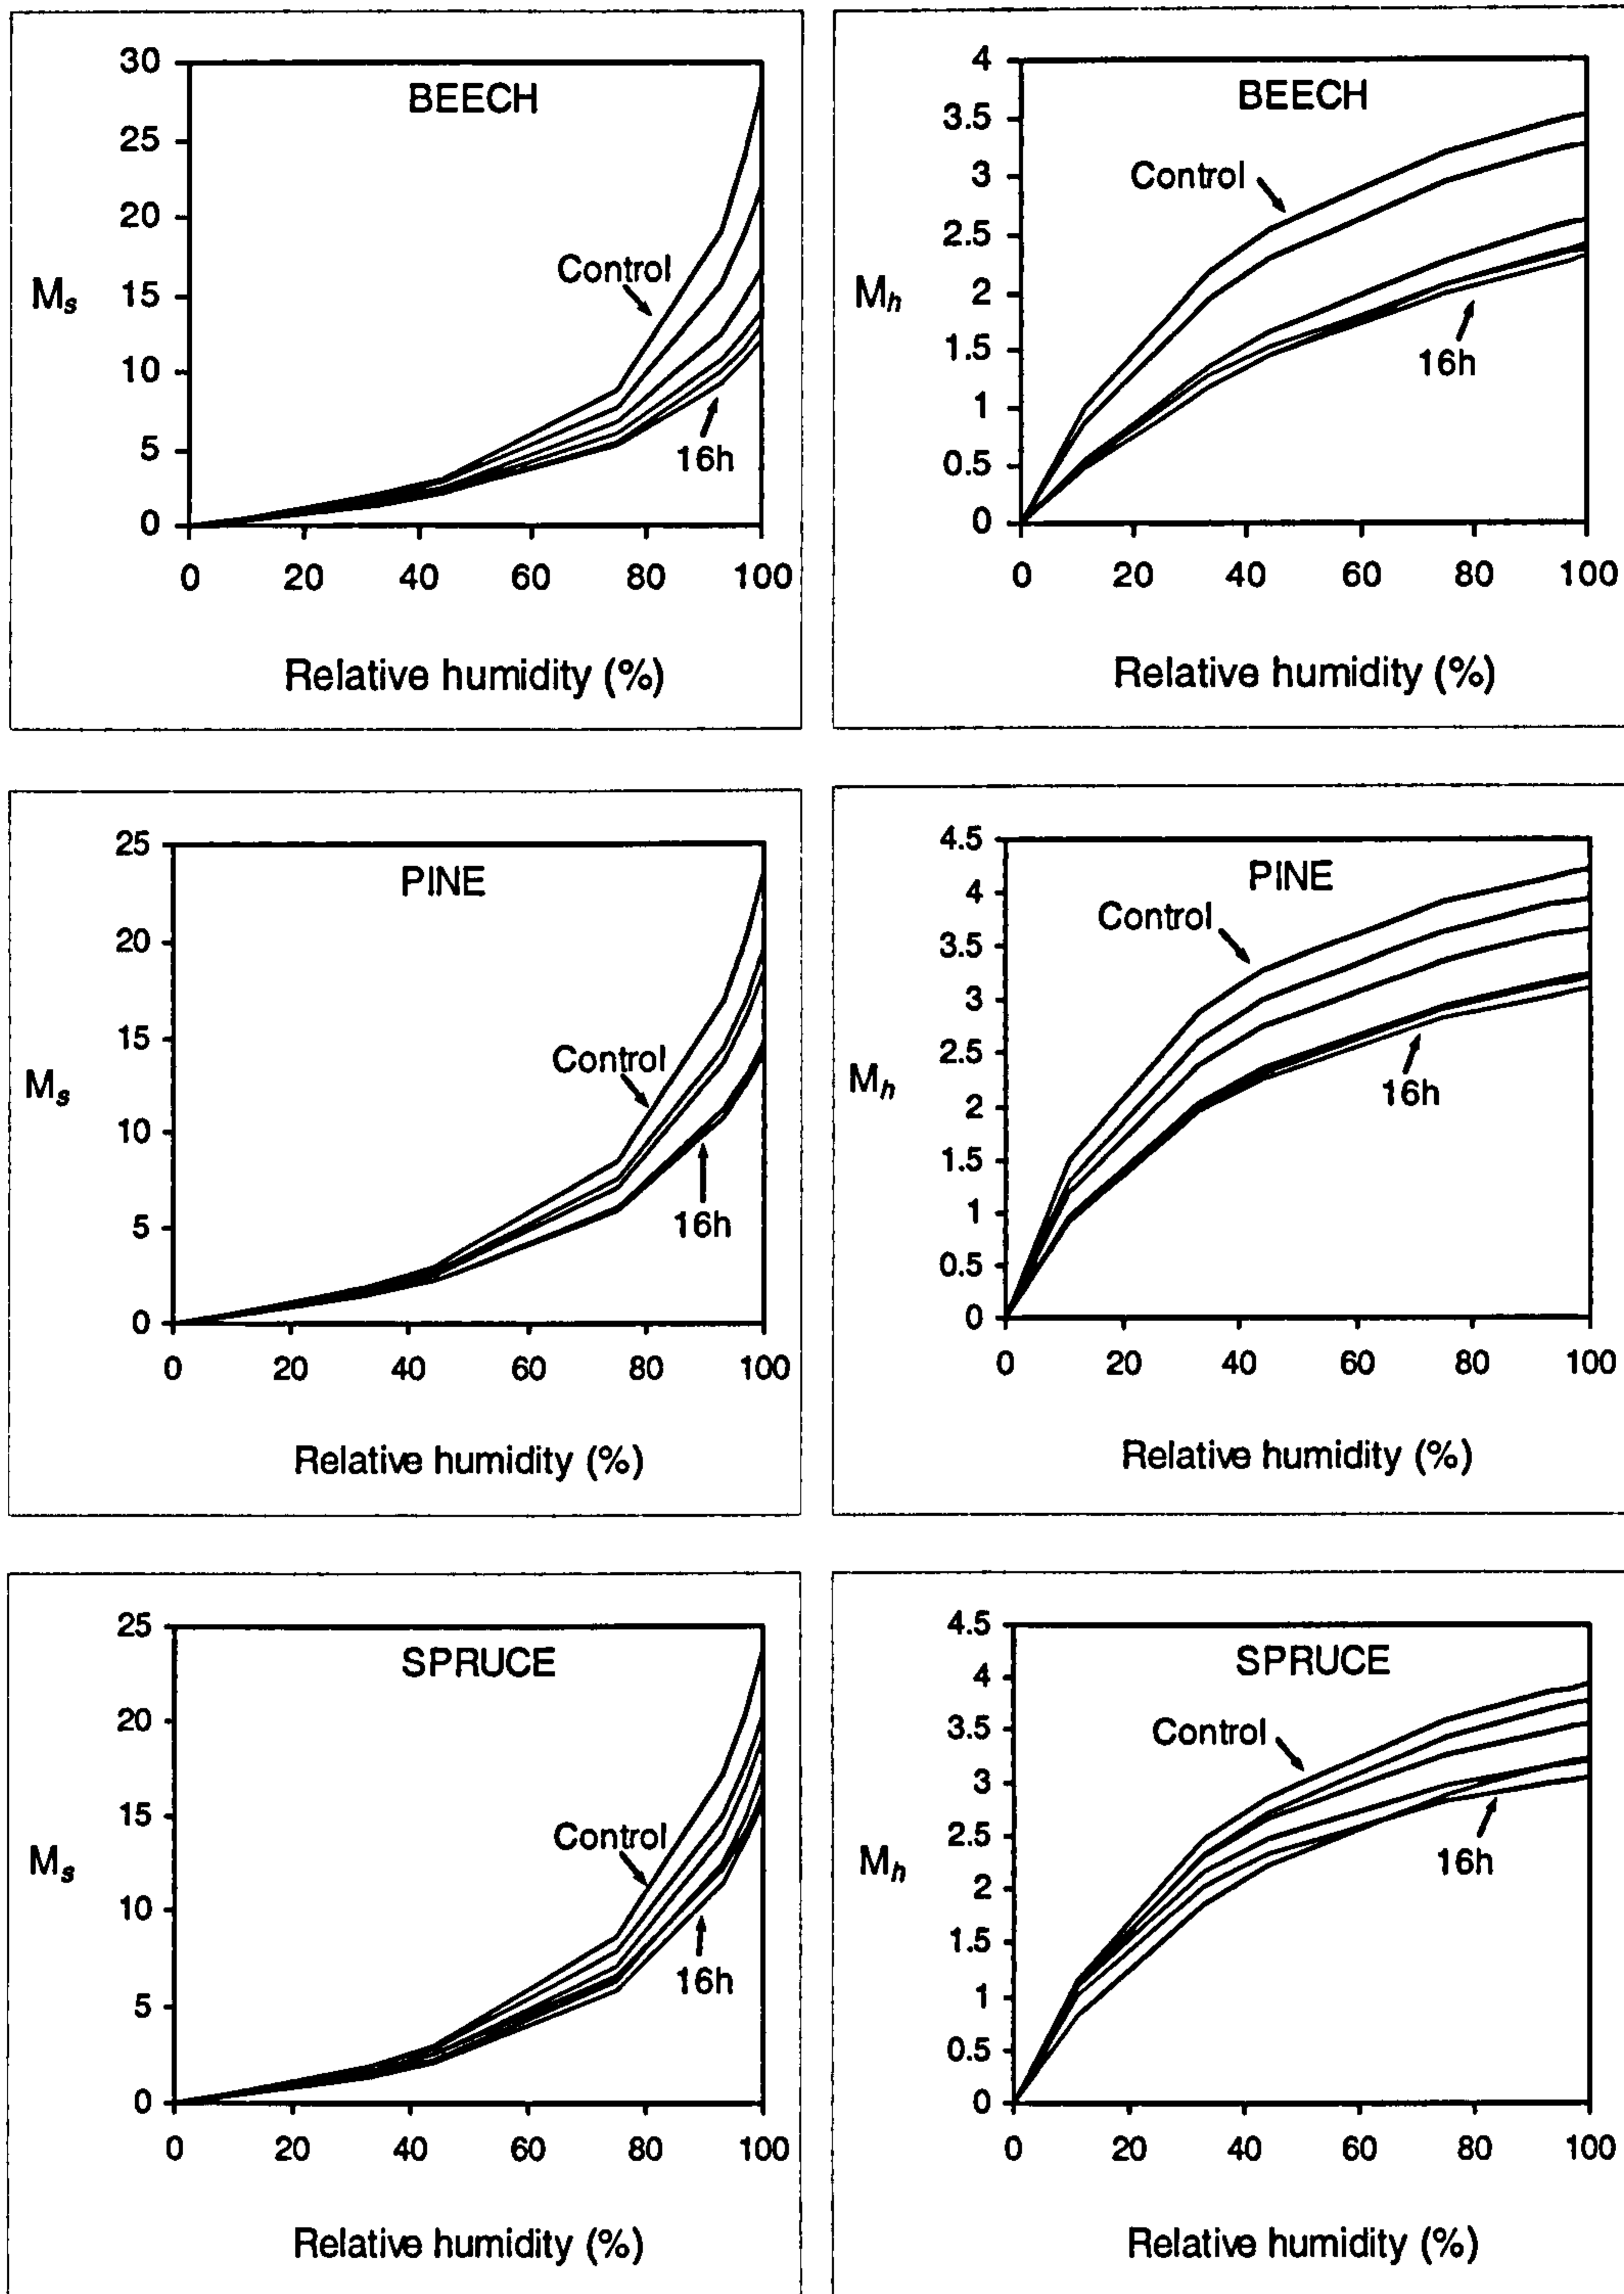 30
BEECH
25
20
Control
M_s
15
10
16h
5
0
0 20 40 60 80 100
Relative humidity (%)
4
BEECH
3.5
Control
3
2.5
M_h
2
16h
1.5
1
0.5
0
0 20 40 60 80 100
Relative humidity (%)
25
PINE
20
15
Control
M_s
10
16h
5
0
0 20 40 60 80 100
Relative humidity (%)
4.5
PINE
4
Control
3.5
3
2.5
M_h
16h
2
1.5
1
0.5
0
0 20 40 60 80 100
Relative humidity (%)
25
SPRUCE
20
15
Control
M_s
10
16h
5
0
0 20 40 60 80 100
Relative humidity (%)
4.5
SPRUCE
4
Control
3.5
3
2.5
M_h
16h
2
1.5
1
0.5
0
0 20 40 60 80 100
Relative humidity (%)